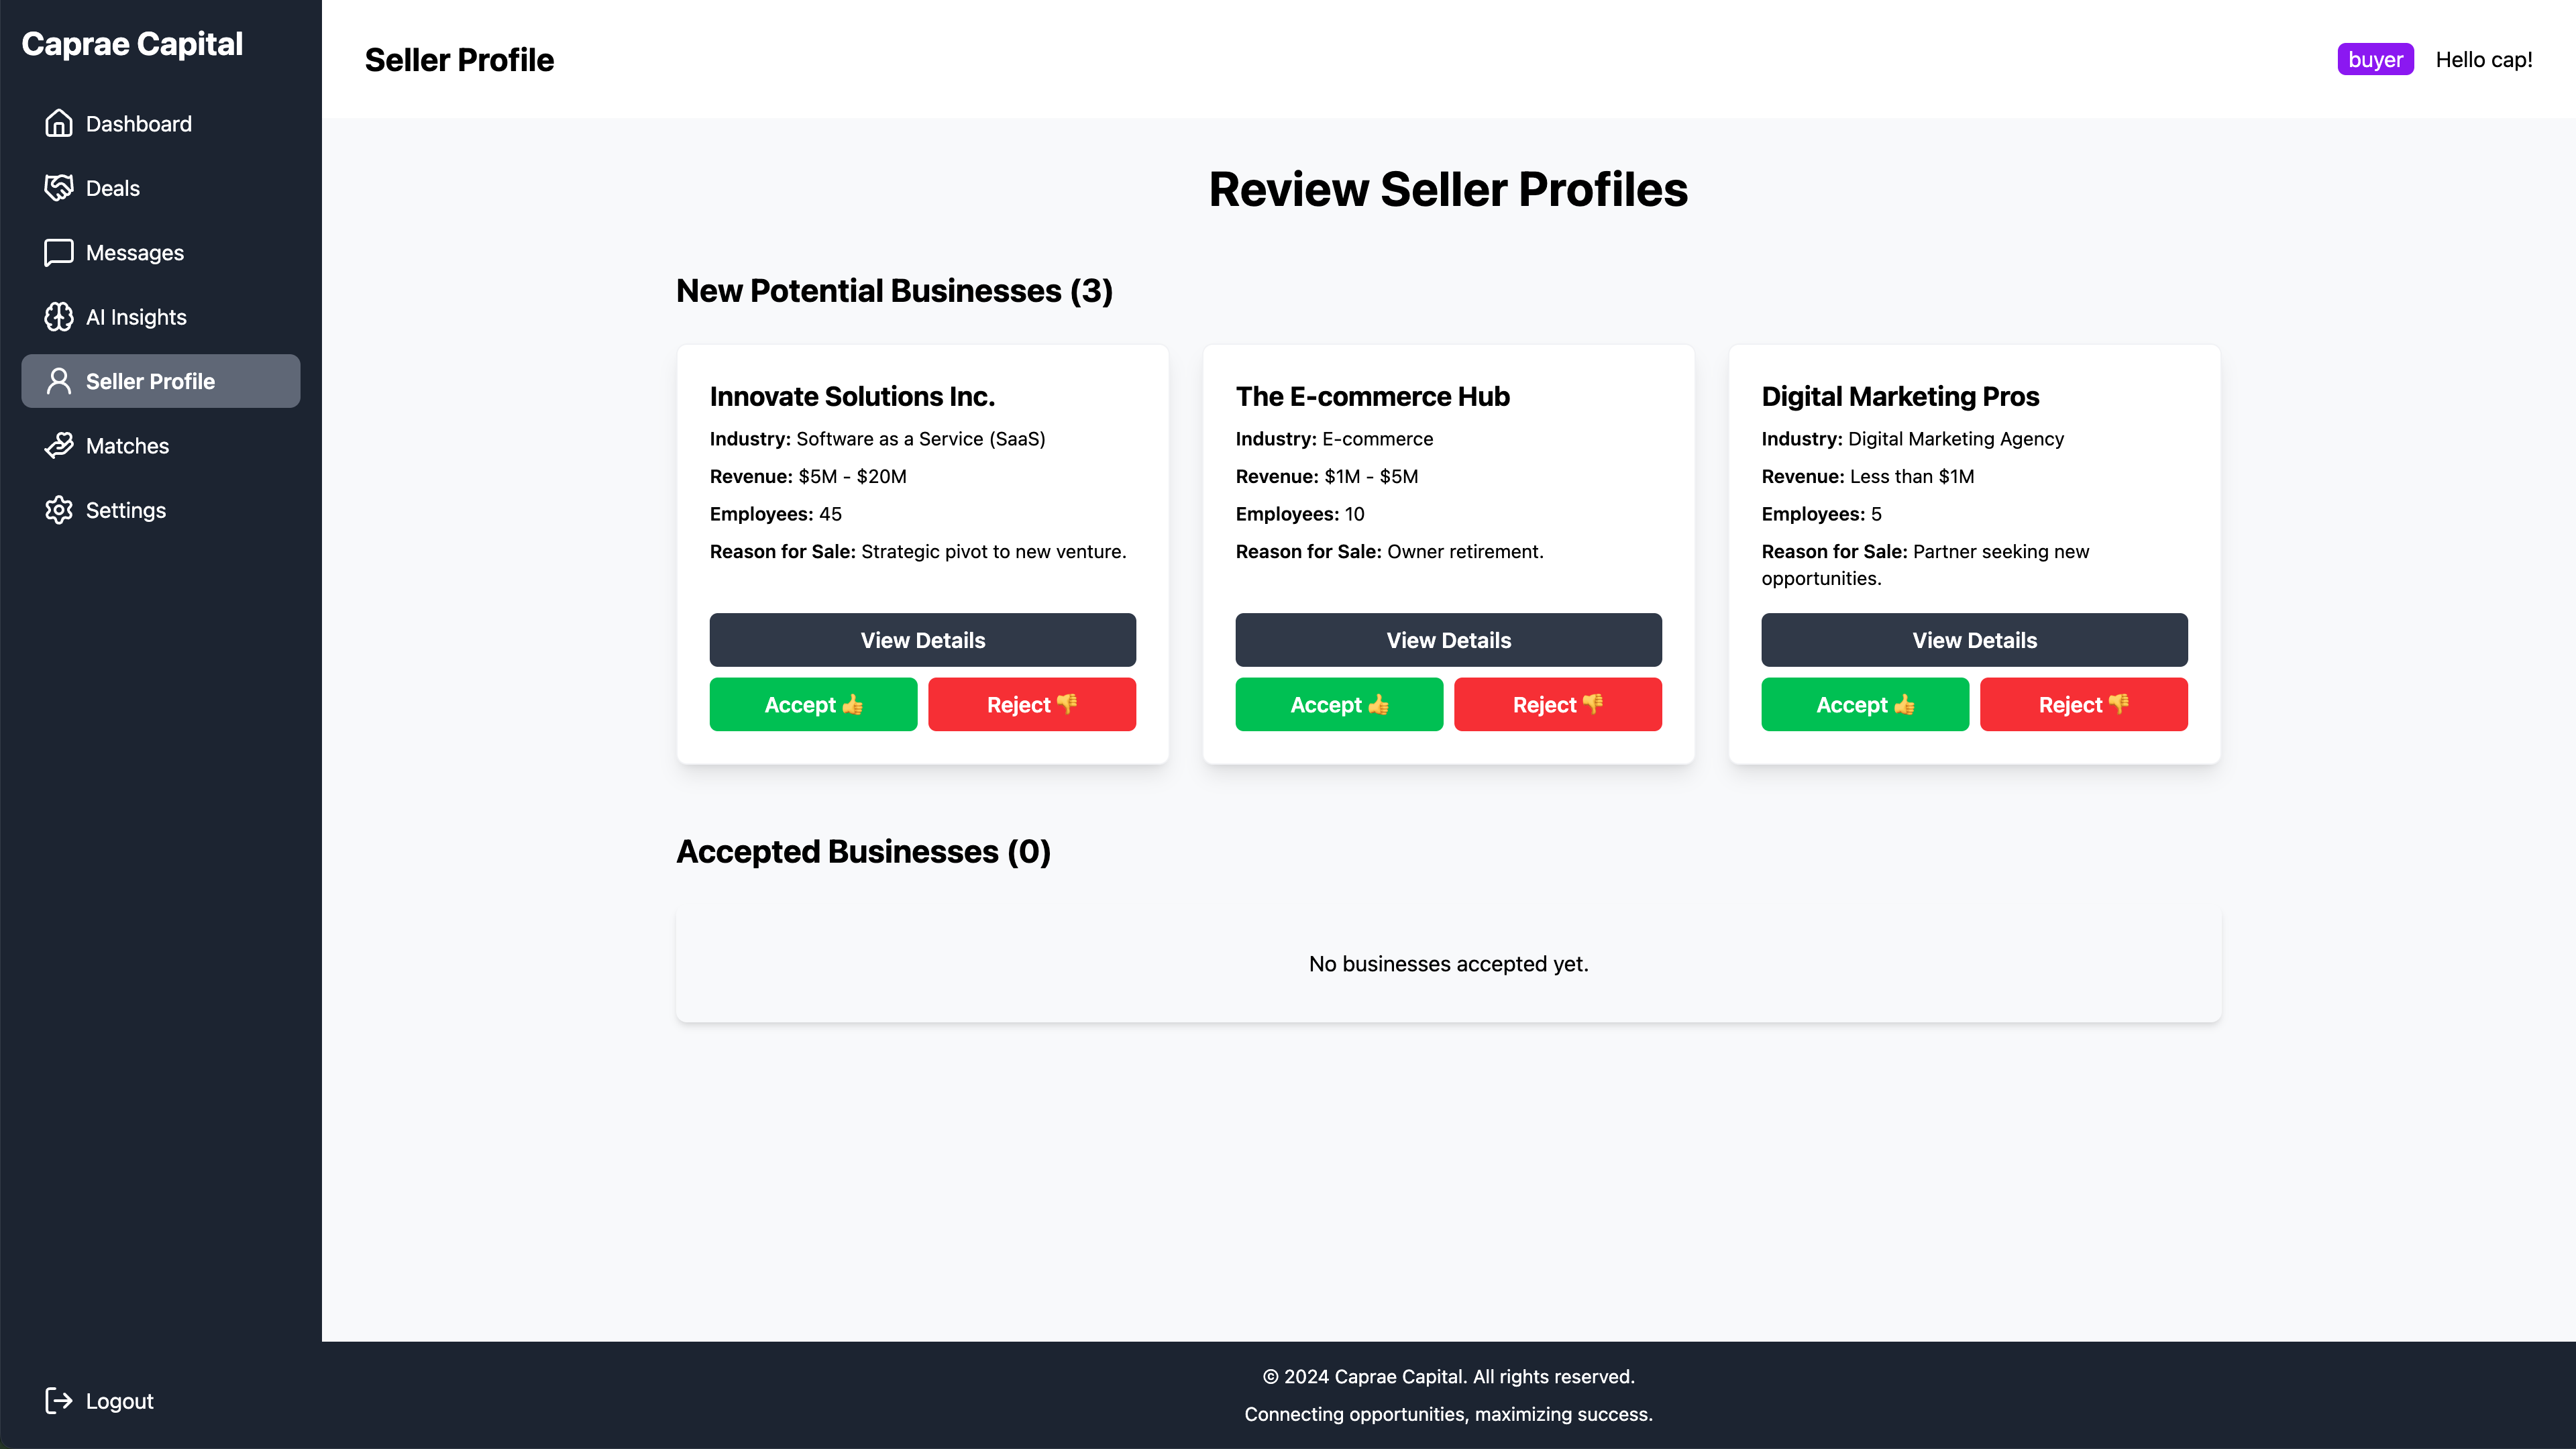 Caprae Capital
Dashboard
Deals
Messages
AI Insights
Seller Profile
Matches
Settings
Logout
Seller Profile
buyer
Hello cap!
Review Seller Profiles
New Potential Businesses (3)
Innovate Solutions Inc.
Industry: Software as a Service (SaaS)
Revenue: $5M - $20M
Employees: 45
Reason for Sale: Strategic pivot to new venture.
View Details
Accept 👍
Reject 👎
The E-commerce Hub
Industry: E-commerce
Revenue: $1M - $5M
Employees: 10
Reason for Sale: Owner retirement.
View Details
Accept 👍
Reject 👎
Digital Marketing Pros
Industry: Digital Marketing Agency
Revenue: Less than $1M
Employees: 5
Reason for Sale: Partner seeking new
opportunities.
View Details
Accept 👍
Reject 👎
Accepted Businesses (0)
No businesses accepted yet.
© 2024 Caprae Capital. All rights reserved.
Connecting opportunities, maximizing success.